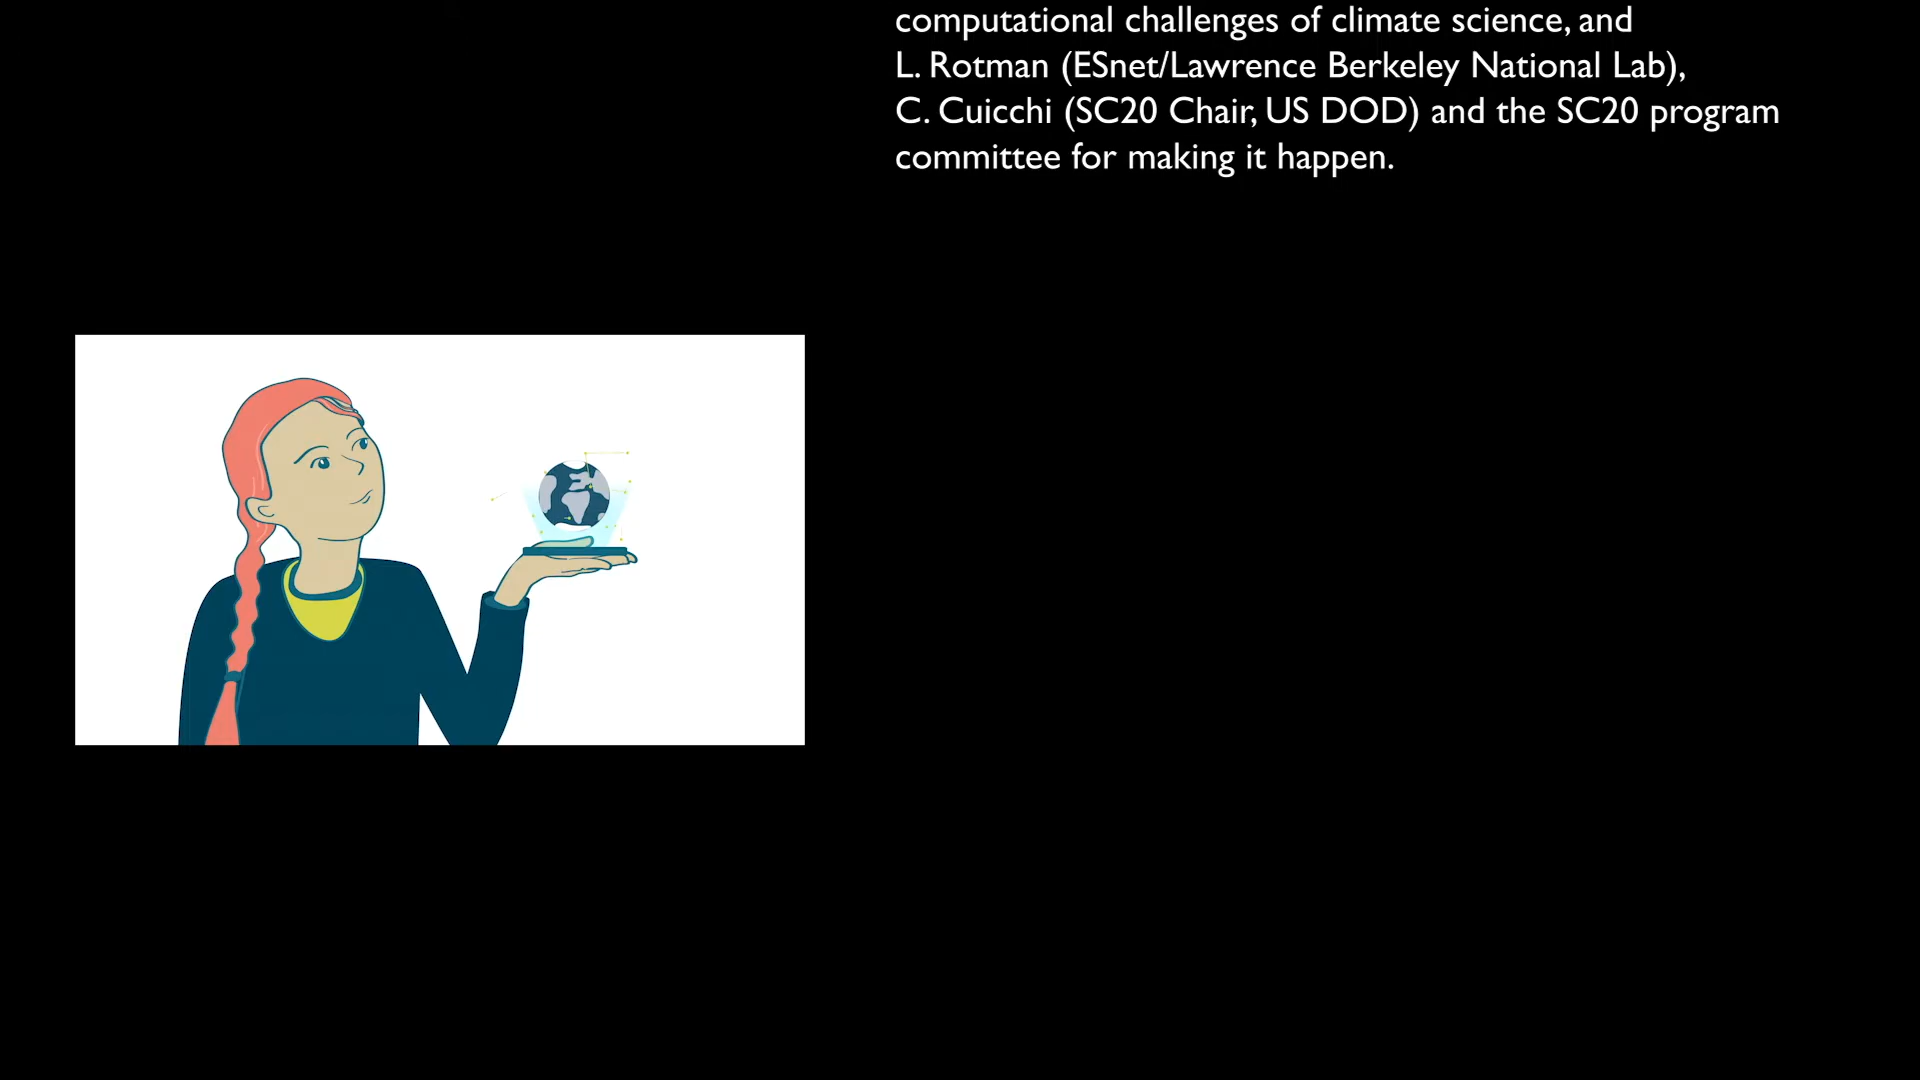 computational challenges of climate science, and
L. Rotman (ESnet/Lawrence Berkeley National Lab),
C. Cuicchi (SC20 Chair, US DOD) and the SC20 program
committee for making it happen.